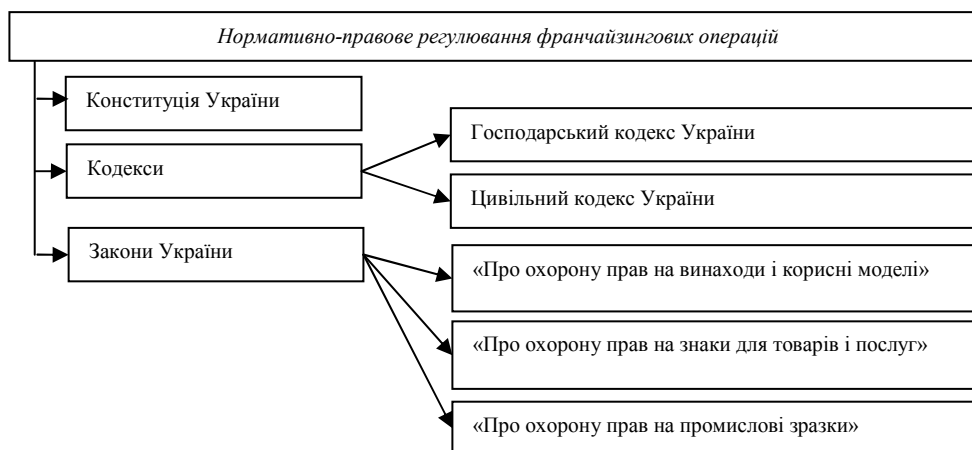 Нормативно-правове регулювання франчайзингових операцій
Конституція України
Кодекси
Господарський кодекс України
Цивільний кодекс України
Закони України
«Про охорону прав на винаходи і корисні моделі»
«Про охорону прав на знаки для товарів і послуг»
«Про охорону прав на промислові зразки»